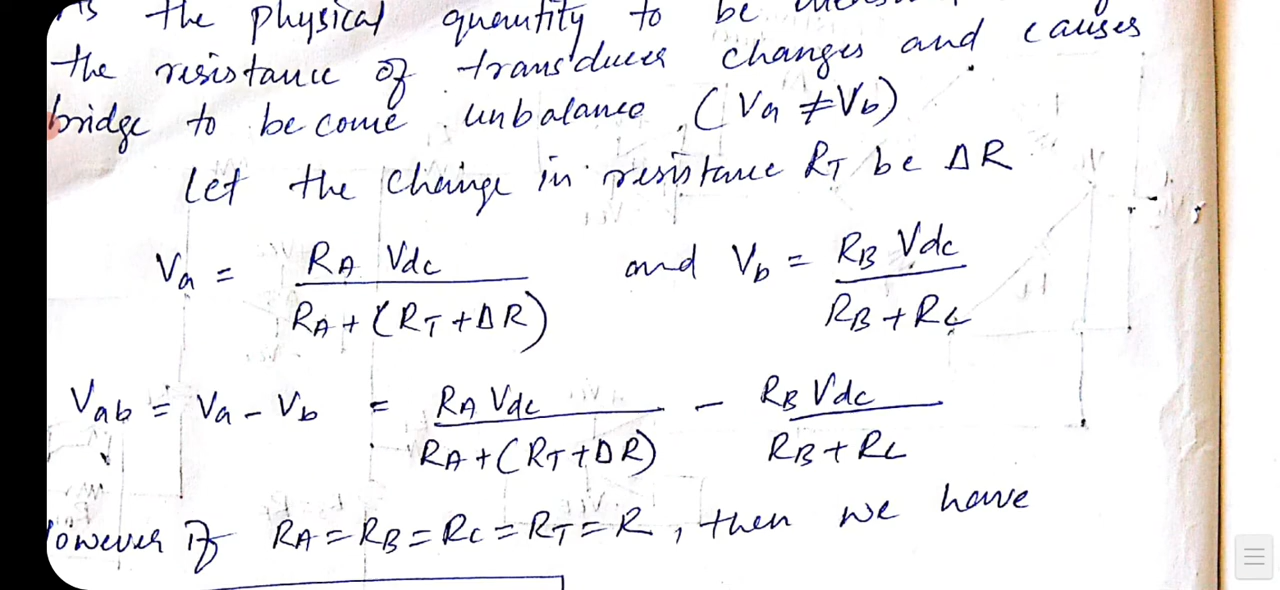 the physical quantity to be
the resistance of transducer changes and causes
bridge to become unbalance . (Va ≠ Vb)
Let the change in resistance RT be ΔR
Va = RA Vdc / RA + (RT + ΔR) and Vb = RB Vdc / RB + RC
Vab = Va - Vb = RA Vdc / RA + (RT + ΔR) - RB Vdc / RB + RC
owever if RA = RB = RC = RT = R , then we have